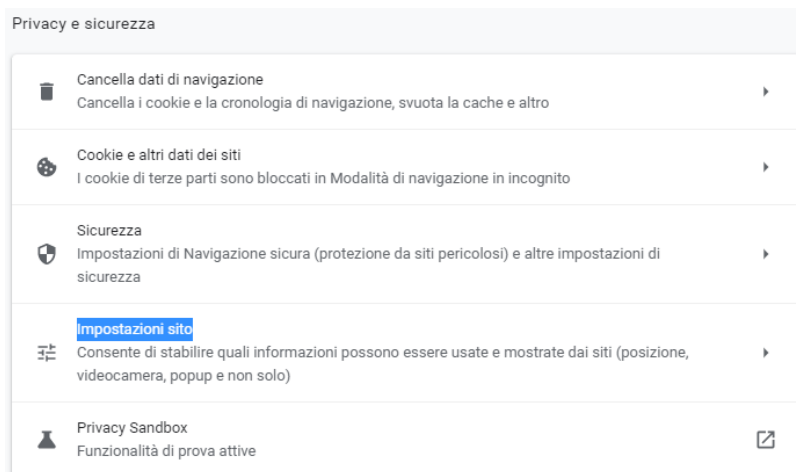 Privacy e sicurezza
Cancella dati di navigazione
Cancella i cookie e la cronologia di navigazione, svuota la cache e altro
Cookie e altri dati dei siti
I cookie di terze parti sono bloccati in Modalità di navigazione in incognito
Sicurezza
Impostazioni di Navigazione sicura (protezione da siti pericolosi) e altre impostazioni di
sicurezza
Impostazioni sito
Consente di stabilire quali informazioni possono essere usate e mostrate dai siti (posizione,
videocamera, popup e non solo)
Privacy Sandbox
Funzionalità di prova attive